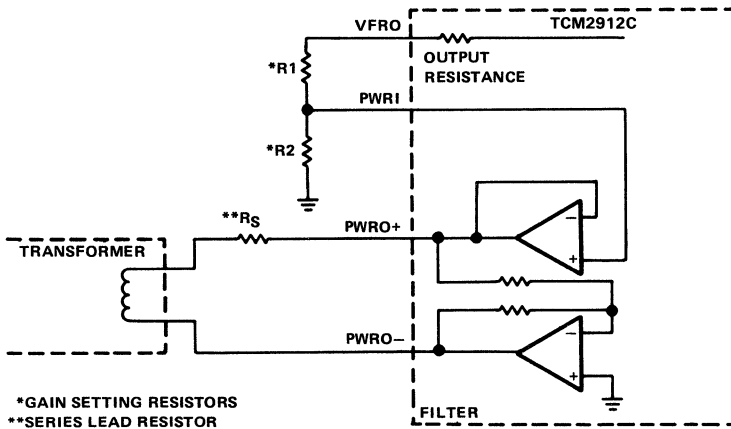 VFRO
TCM2912C
*R1
OUTPUT
RESISTANCE
PWRI
*R2
**RS
PWRO+
−
+
TRANSFORMER
PWRO−
−
+
*GAIN SETTING RESISTORS
**SERIES LEAD RESISTOR
FILTER